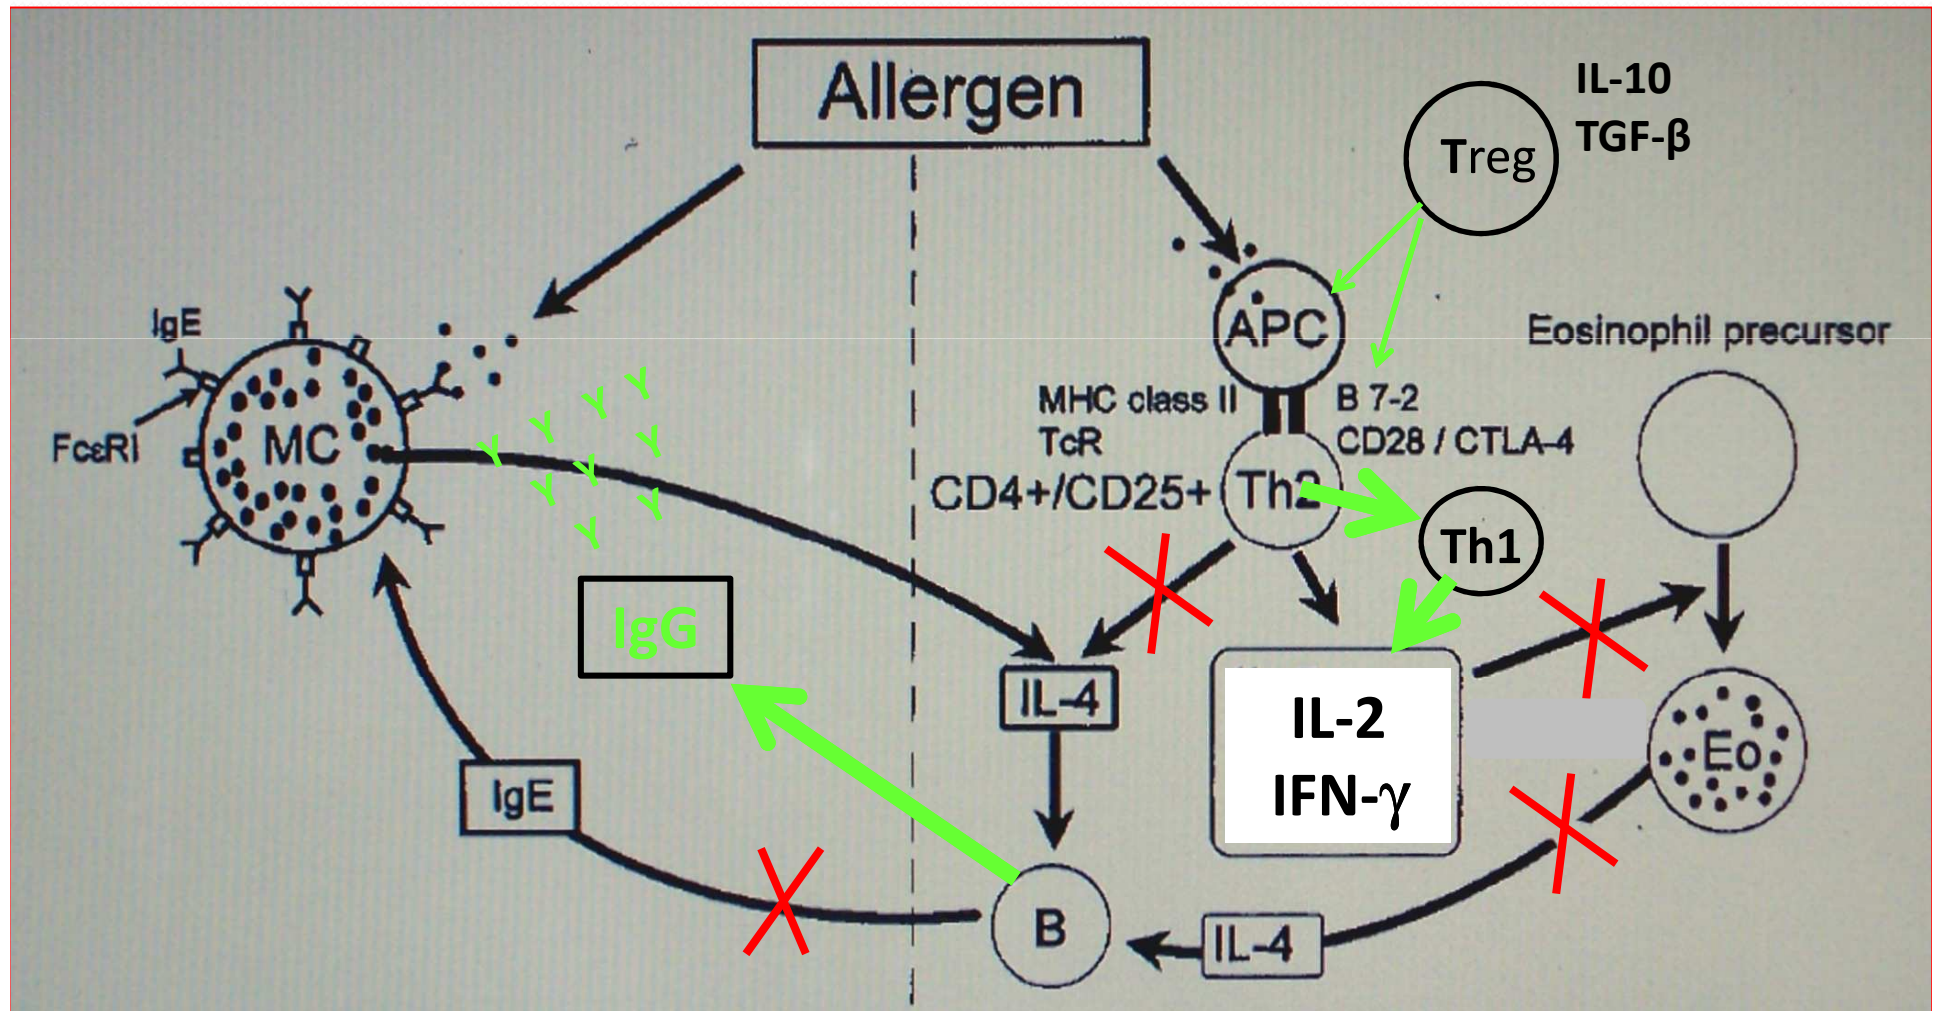 Allergen
Treg
IL-10
TGF-β
IgE
FcεRI
MC
APC
Eosinophil precursor
MHC class II
TcR
B 7-2
CD28 / CTLA-4
CD4+/CD25+
Th2
Th1
IgG
IL-4
IL-2
IFN-γ
Eo
IgE
B
IL-4